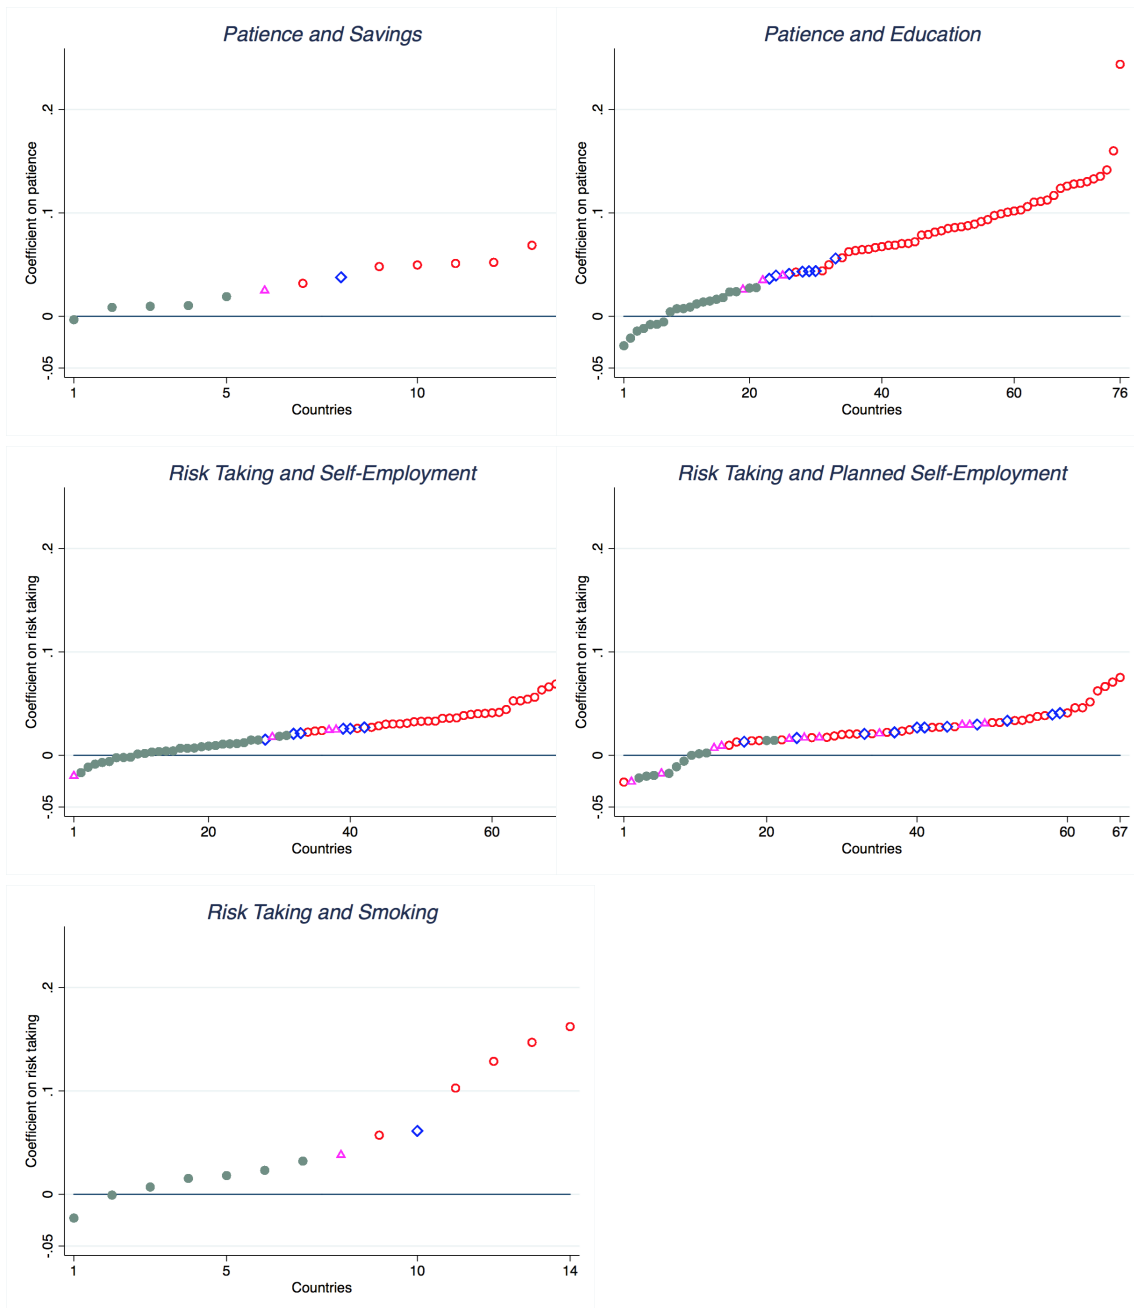 Patience and Savings
Coefficient on patience
.2
.1
0
-.05
1
5
10
Countries
Patience and Education
Coefficient on patience
.2
.1
0
-.05
1
20
40
60
76
Countries
Risk Taking and Self-Employment
Coefficient on risk taking
.2
.1
0
-.05
1
20
40
60
Countries
Risk Taking and Planned Self-Employment
Coefficient on risk taking
.2
.1
0
-.05
1
20
40
60
67
Countries
Risk Taking and Smoking
Coefficient on risk taking
.2
.1
0
-.05
1
5
10
14
Countries